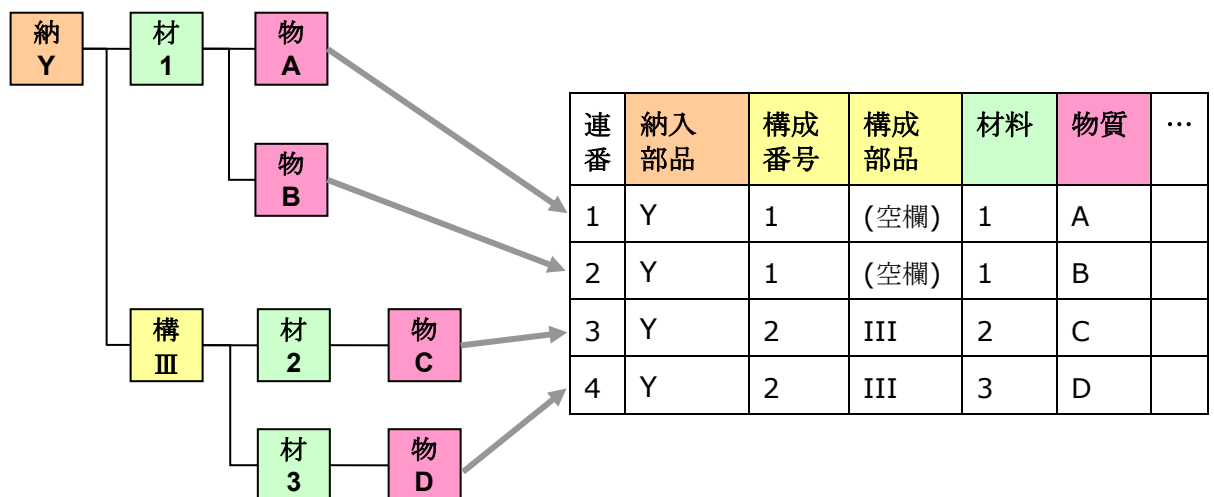 納
Y
材
1
物
A
物
B
構
Ⅲ
材
2
物
C
材
3
物
D
連番 納入部品 構成番号 構成部品 材料 物質 …
1 Y 1 (空欄) 1 A
2 Y 1 (空欄) 1 B
3 Y 2 III 2 C
4 Y 2 III 3 D